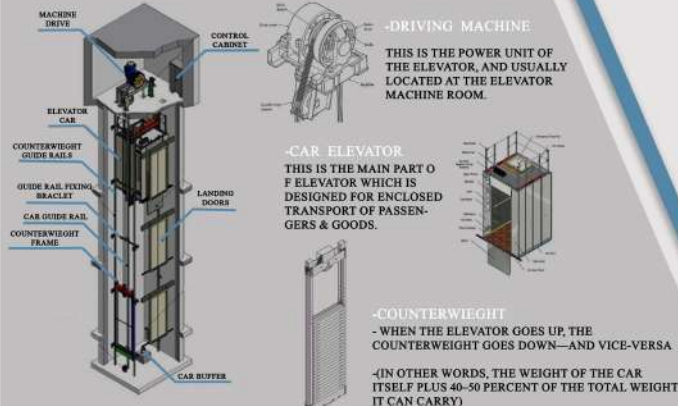 MACHINE
DRIVE
CONTROL
CABINET
ELEVATOR
CAR
COUNTERWIEGHT
GUIDE RAILS
GUIDE RAIL FIXING
BRACLET
CAR GUIDE RAIL
COUNTERWIEGHT
FRAME
LANDING
DOORS
CAR BUFFER
-DRIVING MACHINE
THIS IS THE POWER UNIT OF
THE ELEVATOR, AND USUALLY
LOCATED AT THE ELEVATOR
MACHINE ROOM.
-CAR ELEVATOR
THIS IS THE MAIN PART O
F ELEVATOR WHICH IS
DESIGNED FOR ENCLOSED
TRANSPORT OF PASSEN-
GERS & GOODS.
-COUNTERWIEGHT
- WHEN THE ELEVATOR GOES UP, THE
COUNTERWEIGHT GOES DOWN—AND VICE-VERSA
-(IN OTHER WORDS, THE WEIGHT OF THE CAR
ITSELF PLUS 40–50 PERCENT OF THE TOTAL WEIGHT
IT CAN CARRY)